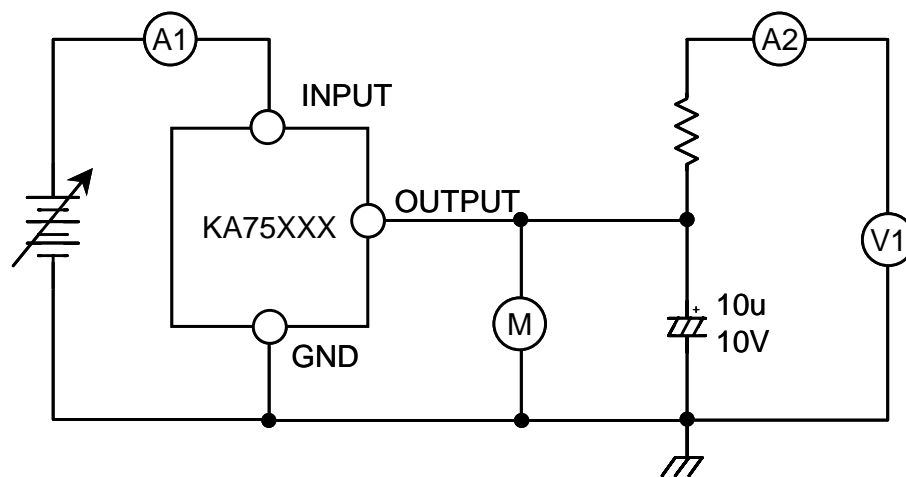 A1
A2
INPUT
KA75XXX
OUTPUT
V1
M
+
10u
10V
GND